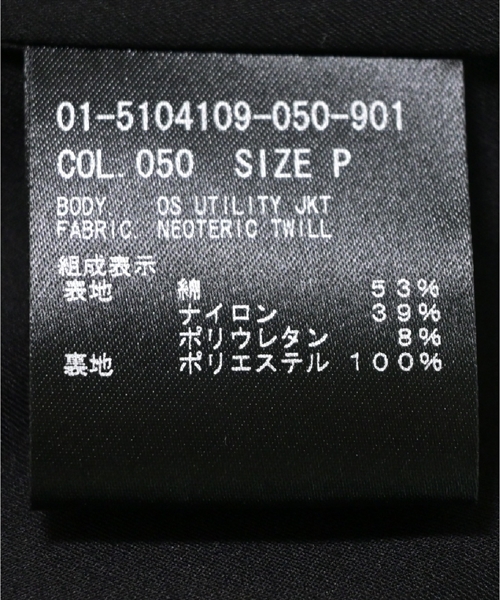 01-5104109-050-901
COL.050 SIZE P
BODY OS UTILITY JKT
FABRIC. NEOTERIC TWILL
組成表示
表地 綿 53%
ナイロン 39%
ポリウレタン 8%
裏地 ポリエステル 100%